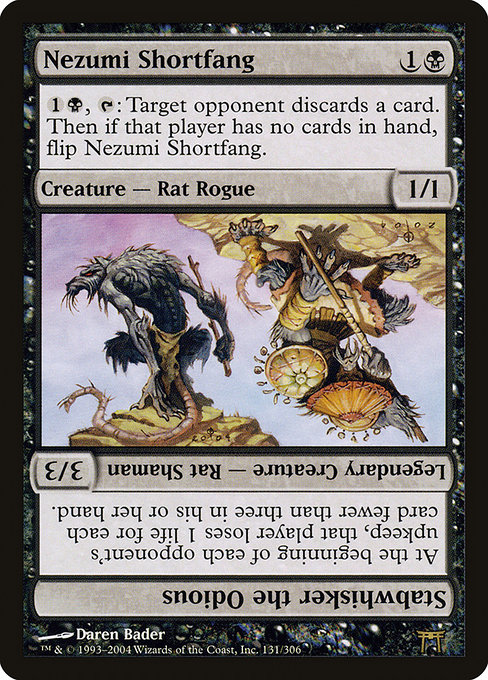 Nezumi Shortfang 1
1, : Target opponent discards a card.
Then if that player has no cards in hand,
flip Nezumi Shortfang.
Creature — Rat Rogue
1/1
Stabwhisker the Odious
At the beginning of each opponent's
upkeep, that player loses 1 life for each
card fewer than three in his or her hand.
Legendary Creature — Rat Shaman
3/3
Daren Bader
™ & © 1993–2004 Wizards of the Coast, Inc. 131/306